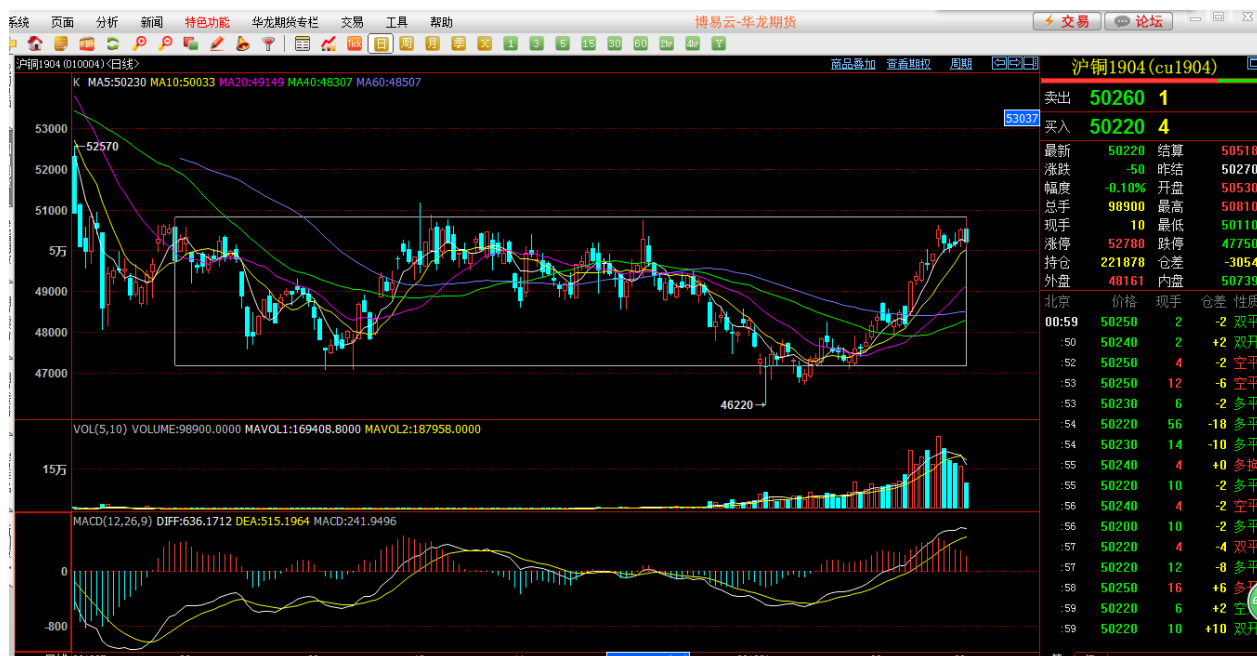 系统 页面 分析 新闻 特色功能 华龙期货专栏 交易 工具 帮助 博易云-华龙期货 交易 论坛
日 周 月 季 X 1 3 5 15 30 60 2hr 4hr Y
沪铜1904 (010004)<日线> 商品叠加 查看期权 周期
K MA5:50230 MA10:50033 MA20:49149 MA40:48307 MA60:48507
53037
53000
52570
52000
51000
5万
49000
48000
47000
46220
VOL(5,10) VOLUME:98900.0000 MAVOL1:169408.8000 MAVOL2:187958.0000
15万
MACD(12,26,9) DIFF:636.1712 DEA:515.1964 MACD:241.9496
0
-800
沪铜1904(cu1904)
卖出 50260 1
买入 50220 4
最新 50220 结算 50518
涨跌 -50 昨结 50270
幅度 -0.10% 开盘 50530
总手 98900 最高 50810
现手 10 最低 50110
涨停 52780 跌停 47750
持仓 221878 仓差 -3054
外盘 48161 内盘 50739
北京 价格 现手 仓差 性质
00:59 50250 2 -2 双平
:50 50240 2 +2 双开
:52 50250 4 -2 空平
:53 50250 12 -6 空平
:53 50230 6 -2 多平
:54 50220 56 -18 多平
:54 50230 14 -10 多平
:55 50240 4 +0 多换
:55 50220 10 -2 多平
:56 50240 4 -2 空平
:56 50200 10 -2 多平
:57 50220 4 -4 双平
:57 50220 12 -8 多平
:58 50250 16 +6 多开
:59 50220 6 +2 空
:59 50220 10 +10 双开